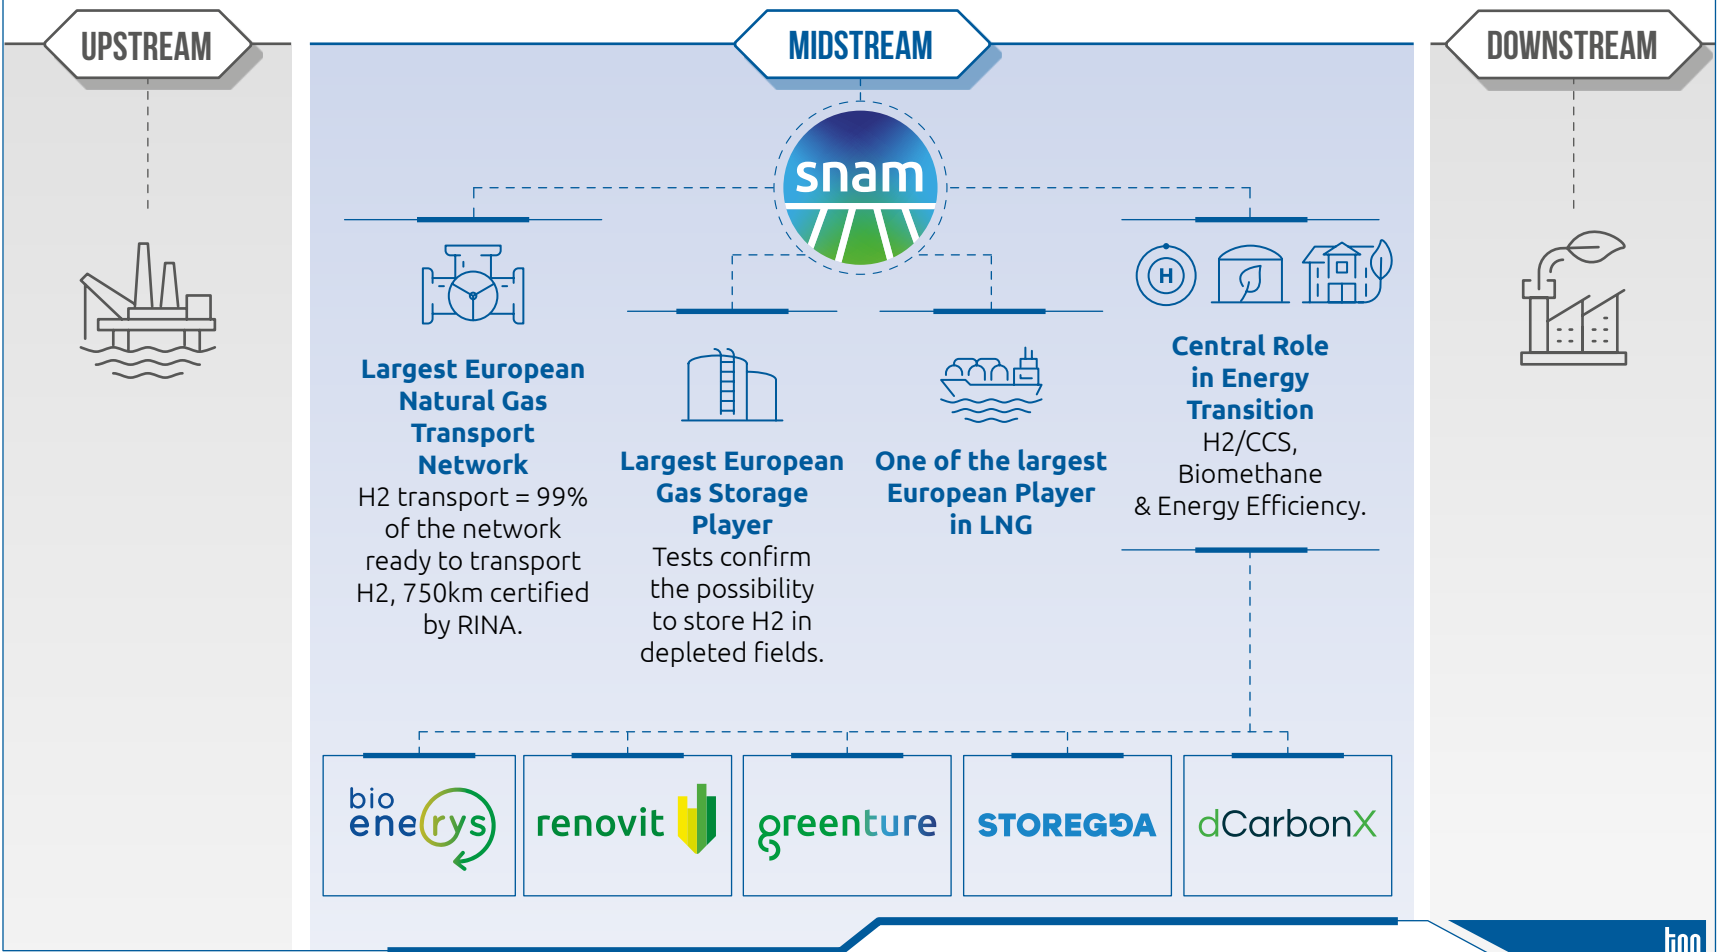 UPSTREAM
MIDSTREAM
DOWNSTREAM
snam
Largest European
Natural Gas
Transport
Network
H2 transport = 99%
of the network
ready to transport
H2, 750km certified
by RINA.
Largest European
Gas Storage
Player
Tests confirm
the possibility
to store H2 in
depleted fields.
One of the largest
European Player
in LNG
H
Central Role
in Energy
Transition
H2/CCS,
Biomethane
& Energy Efficiency.
bio
enerys
renovit
greenture
STOREGGA
dCarbonX